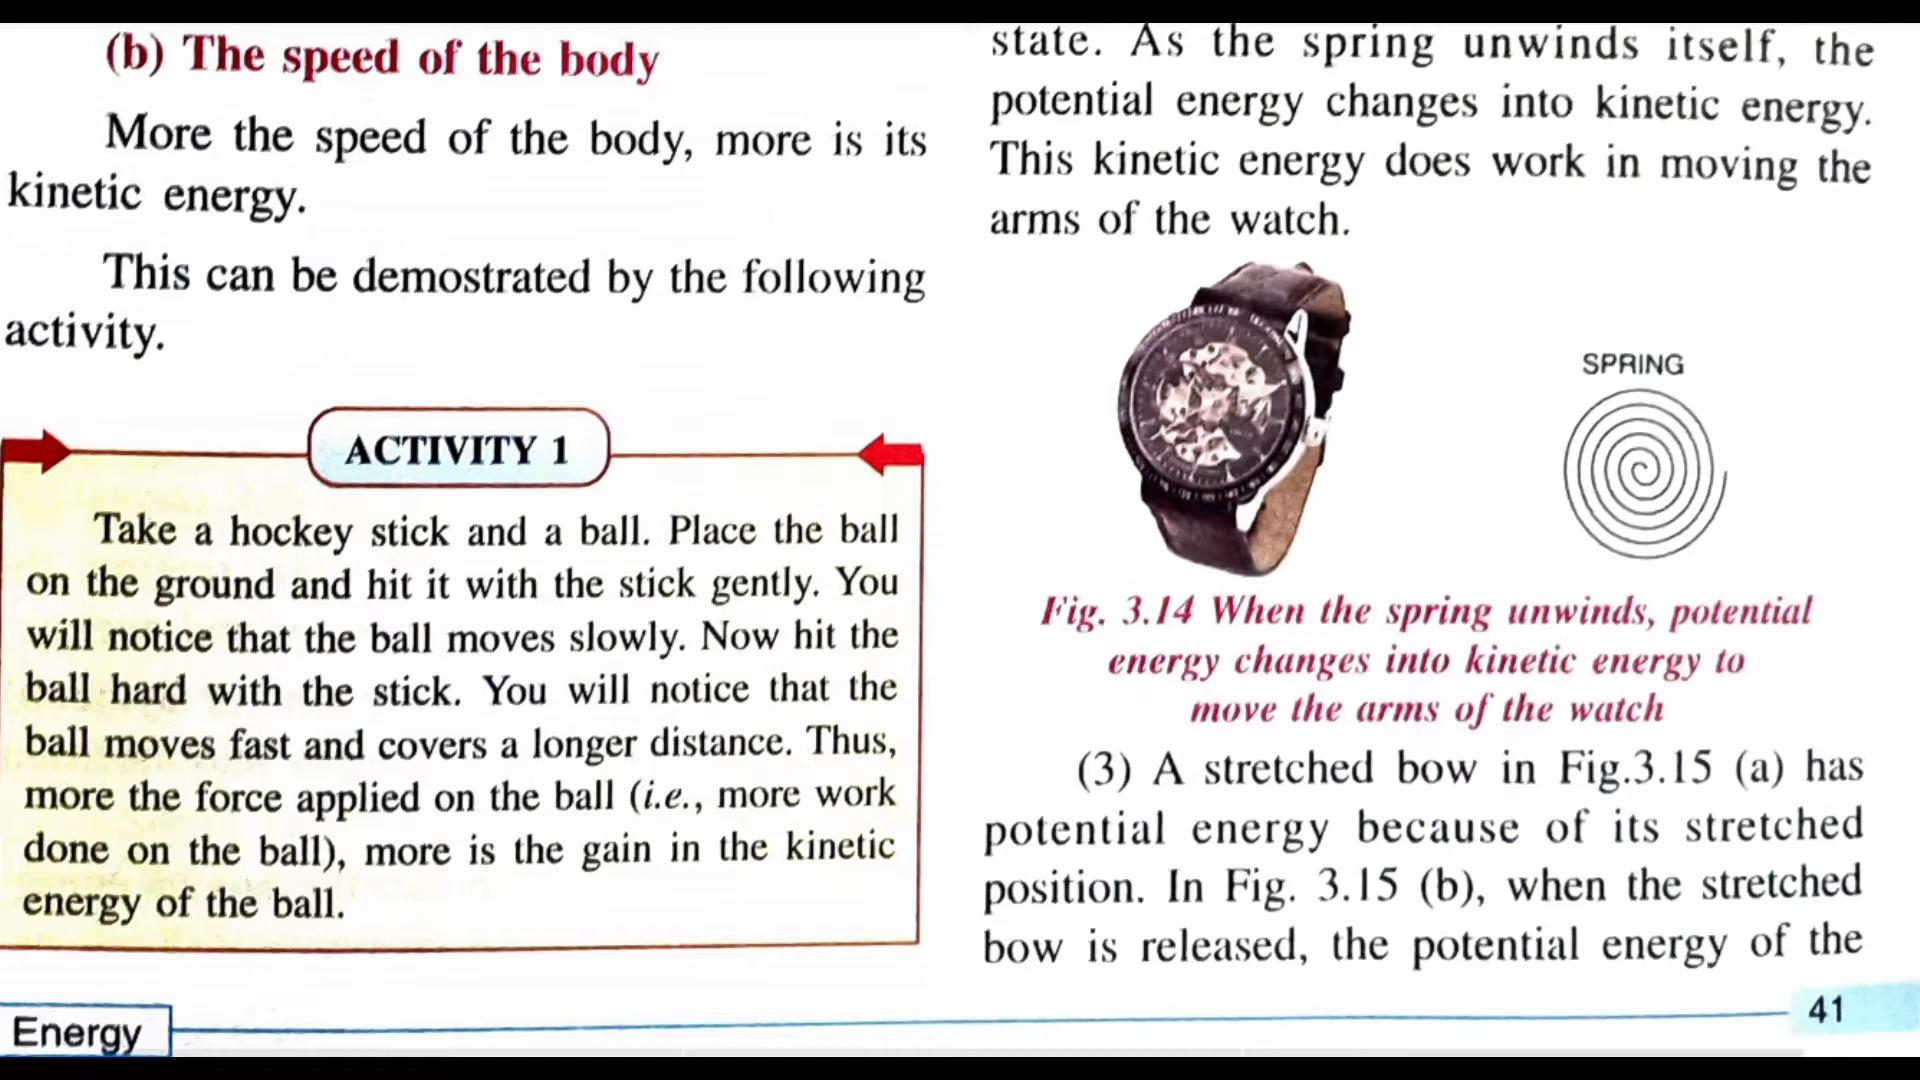 (b) The speed of the body
More the speed of the body, more is its
kinetic energy.
This can be demostrated by the following
activity.
ACTIVITY 1
Take a hockey stick and a ball. Place the ball
on the ground and hit it with the stick gently. You
will notice that the ball moves slowly. Now hit the
ball hard with the stick. You will notice that the
ball moves fast and covers a longer distance. Thus,
more the force applied on the ball (i.e., more work
done on the ball), more is the gain in the kinetic
energy of the ball.
state. As the spring unwinds itself, the
potential energy changes into kinetic energy.
This kinetic energy does work in moving the
arms of the watch.
SPRING
Fig. 3.14 When the spring unwinds, potential
energy changes into kinetic energy to
move the arms of the watch
(3) A stretched bow in Fig.3.15 (a) has
potential energy because of its stretched
position. In Fig. 3.15 (b), when the stretched
bow is released, the potential energy of the
Energy
41